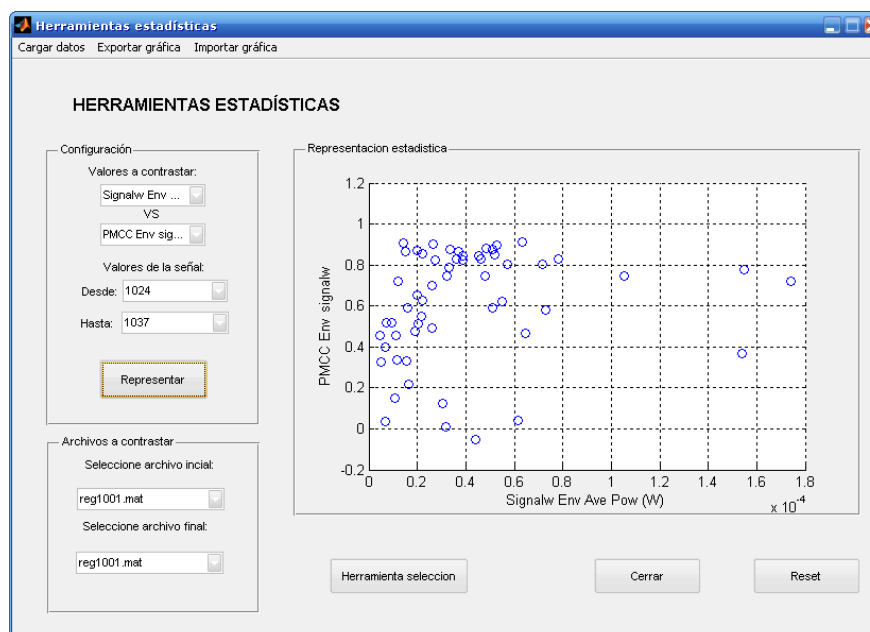 Herramientas estadísticas
Cargar datos Exportar gráfica Importar gráfica
HERRAMIENTAS ESTADÍSTICAS
Configuración
Valores a contrastar:
Signalw Env ...
VS
PMCC Env sig...
Valores de la señal:
Desde: 1024
Hasta: 1037
Representar
Archivos a contrastar
Seleccione archivo incial:
reg1001.mat
Seleccione archivo final:
reg1001.mat
Representacion estadistica
PMCC Env signalw
1.2
1
0.8
0.6
0.4
0.2
0
-0.2
0 0.2 0.4 0.6 0.8 1 1.2 1.4 1.6 1.8
Signalw Env Ave Pow (W)
x 10^-4
Herramienta seleccion
Cerrar
Reset